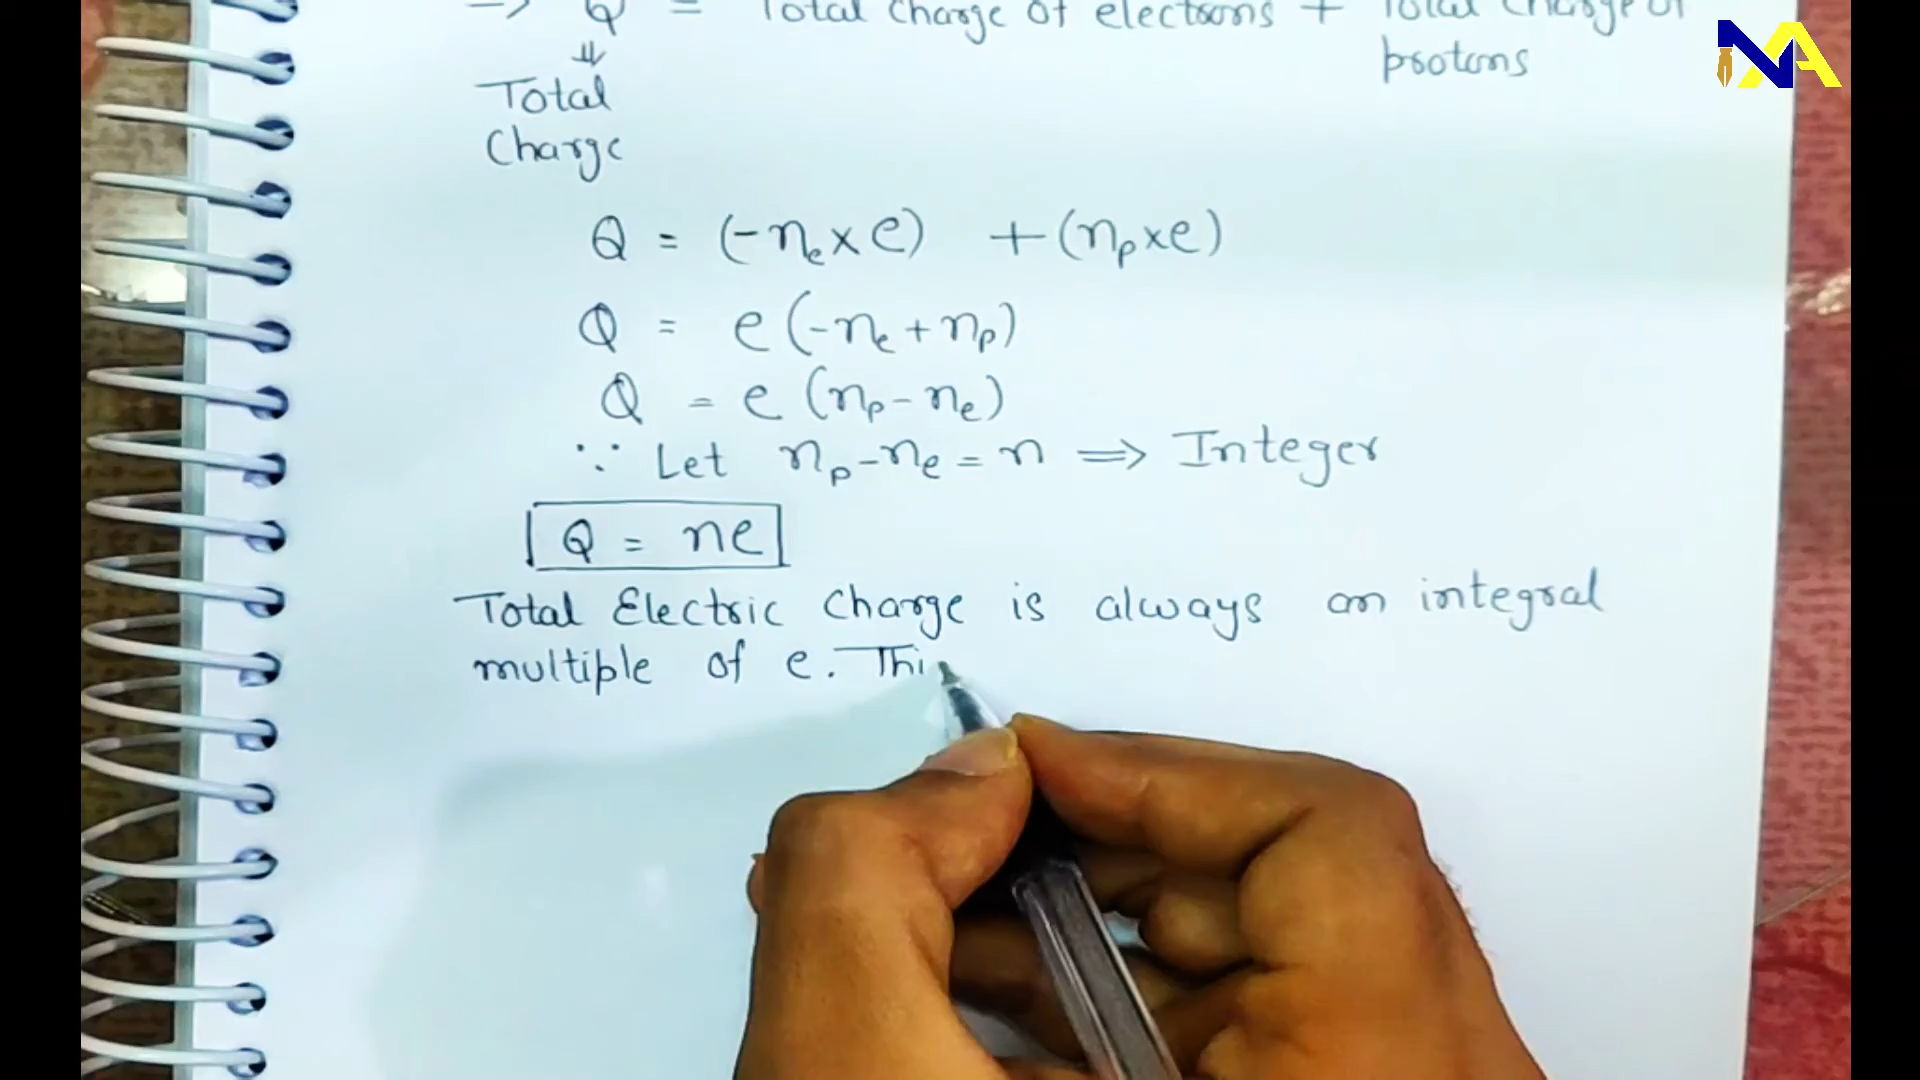 → Q = Total Charge of electrons + Total Charge of
protons
⇓
Total
Charge
Q = (-nₑ×e) + (nₚ×e)
Q = e (-nₑ + nₚ)
Q = e (nₚ - nₑ)
∵ Let nₚ - nₑ = n ⇒ Integer
Q = ne
Total Electric Charge is always an integral
multiple of e. Thi
NA